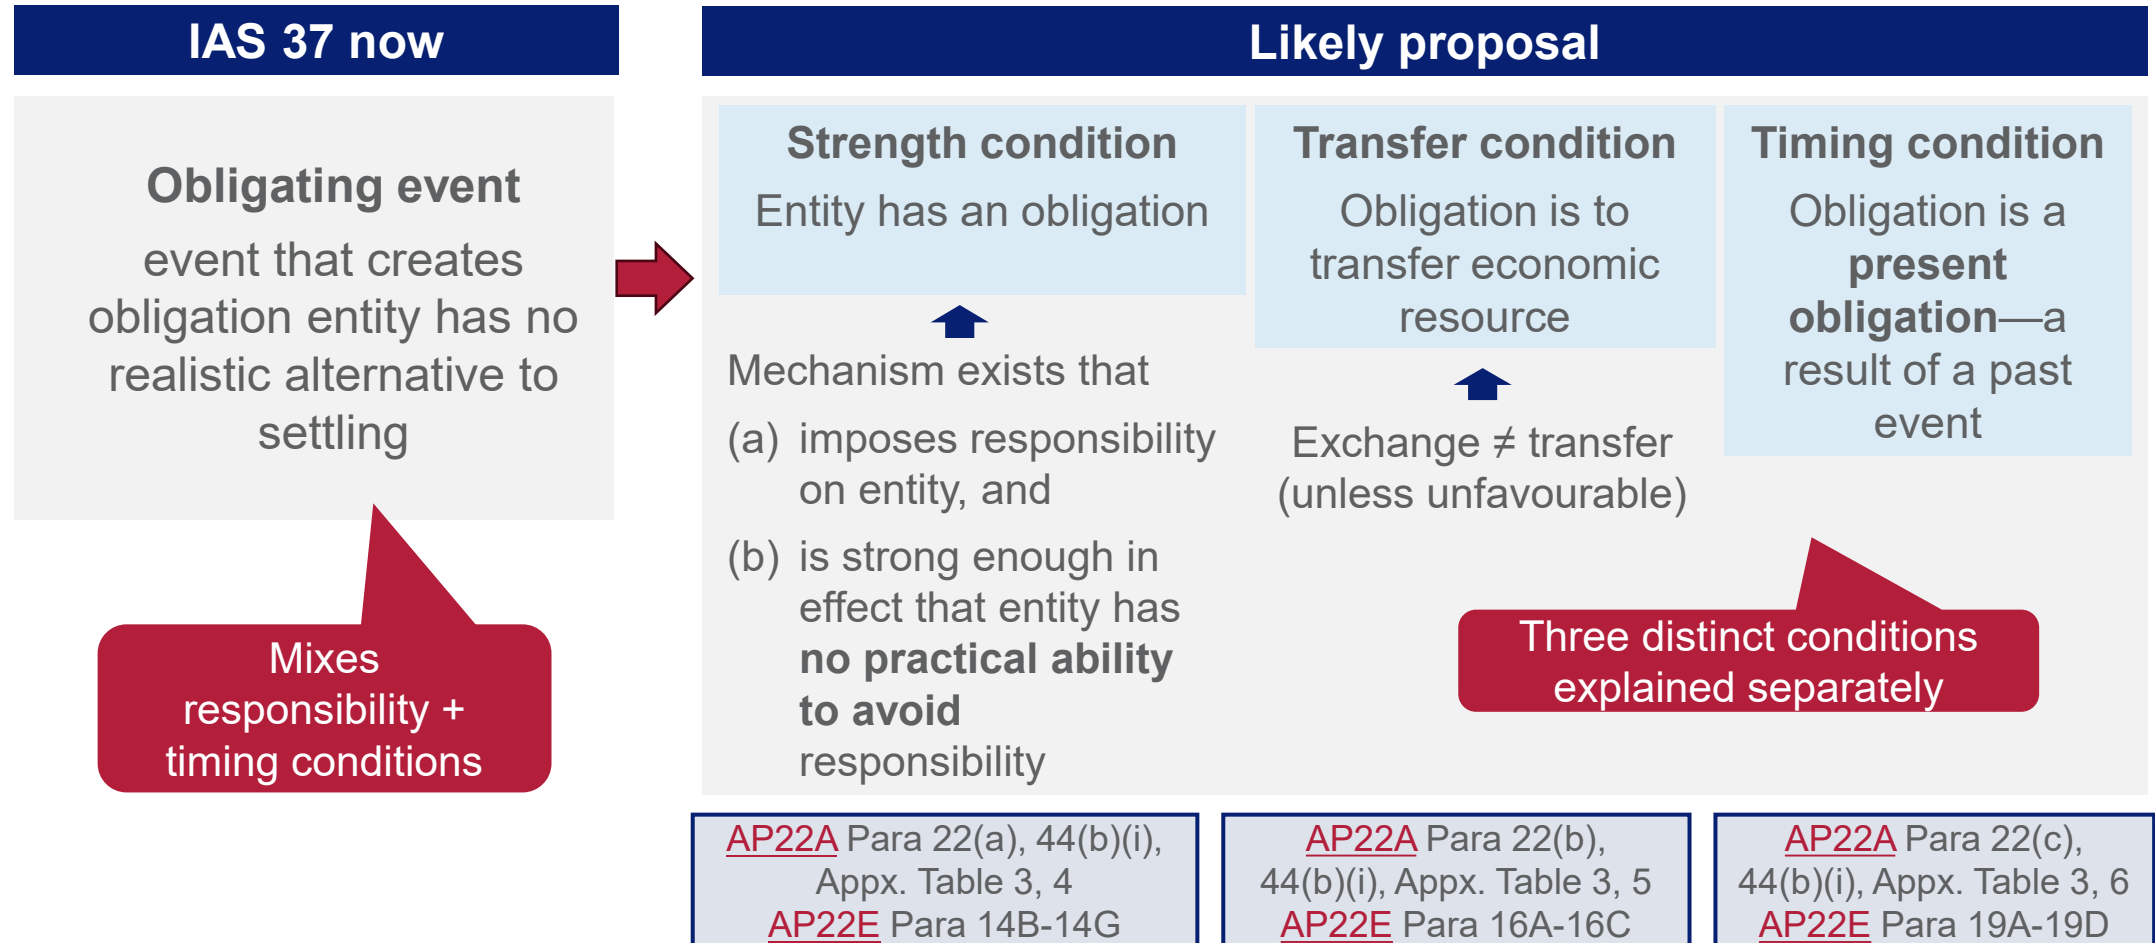 IAS 37 now
Obligating event
event that creates
obligation entity has no
realistic alternative to
settling
Mixes
responsibility +
timing conditions
Likely proposal
Strength condition
Entity has an obligation
Mechanism exists that
(a) imposes responsibility
on entity, and
(b) is strong enough in
effect that entity has
no practical ability
to avoid
responsibility
Transfer condition
Obligation is to
transfer economic
resource
Exchange ≠ transfer
(unless unfavourable)
Timing condition
Obligation is a
present
obligation—a
result of a past
event
Three distinct conditions
explained separately
AP22A Para 22(a), 44(b)(i),
Appx. Table 3, 4
AP22E Para 14B-14G
AP22A Para 22(b),
44(b)(i), Appx. Table 3, 5
AP22E Para 16A-16C
AP22A Para 22(c),
44(b)(i), Appx. Table 3, 6
AP22E Para 19A-19D